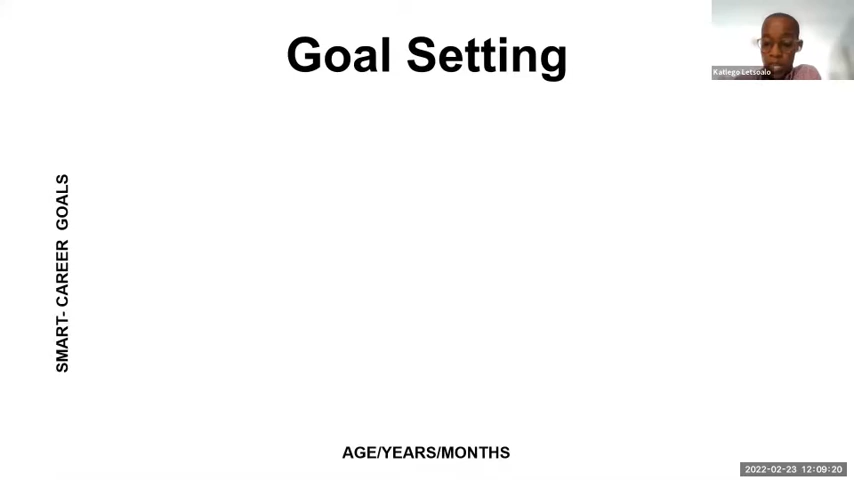 Goal Setting
Katlego Letsoalo
SMART- CAREER GOALS
AGE/YEARS/MONTHS
2022-02-23 12:09:20